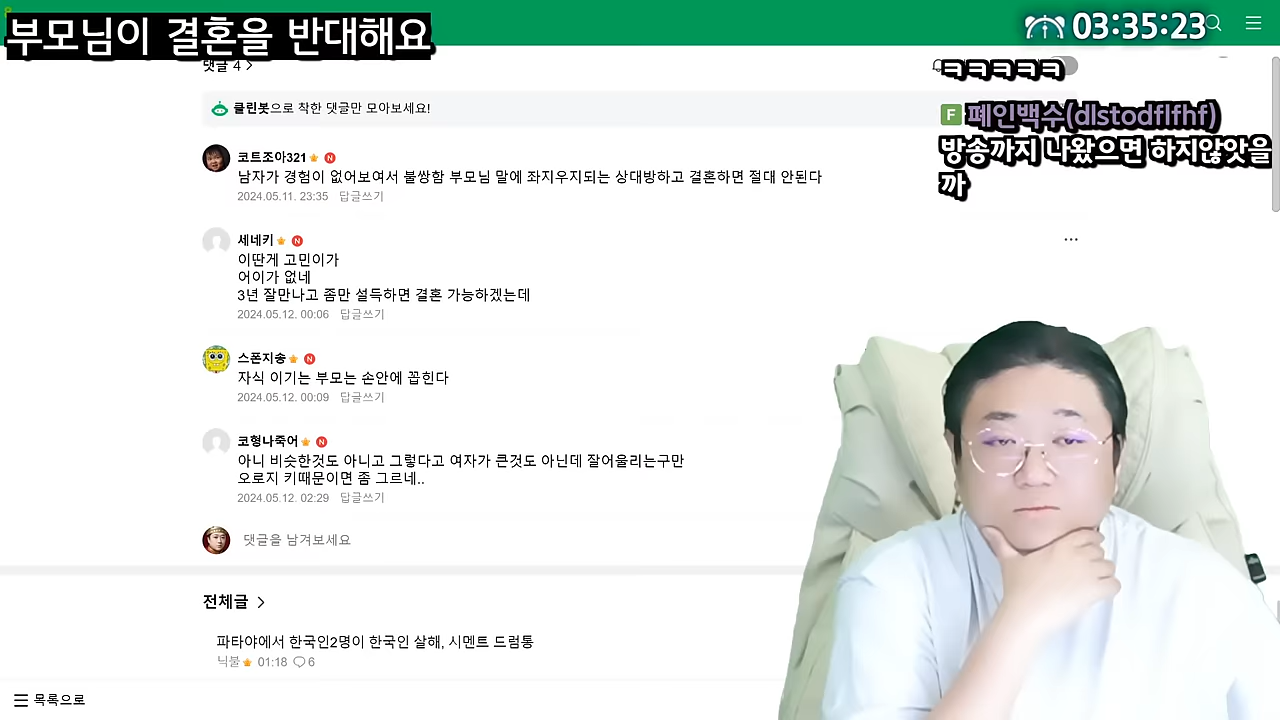 부모님이 결혼을 반대해요
03:35:23
댓글 4
ㅋㅋㅋㅋㅋ
클린봇으로 착한 댓글만 모아보세요!
F 폐인백수(dlstodflfhf)
방송까지 나왔으면 하지않앗을
까
코트조아321 N
남자가 경험이 없어보여서 불쌍함 부모님 말에 좌지우지되는 상대방하고 결혼하면 절대 안된다
2024.05.11. 23:35 답글쓰기
세네키 N
이딴게 고민이가
어이가 없네
3년 잘만나고 좀만 설득하면 결혼 가능하겠는데
2024.05.12. 00:06 답글쓰기
스폰지송 N
자식 이기는 부모는 손안에 꼽힌다
2024.05.12. 00:09 답글쓰기
코형나죽어 N
아니 비슷한것도 아니고 그렇다고 여자가 큰것도 아닌데 잘어울리는구만
오로지 키때문이면 좀 그르네..
2024.05.12. 02:29 답글쓰기
댓글을 남겨보세요
전체글
파타야에서 한국인2명이 한국인 살해, 시멘트 드럼통
닉불 01:18 6
목록으로